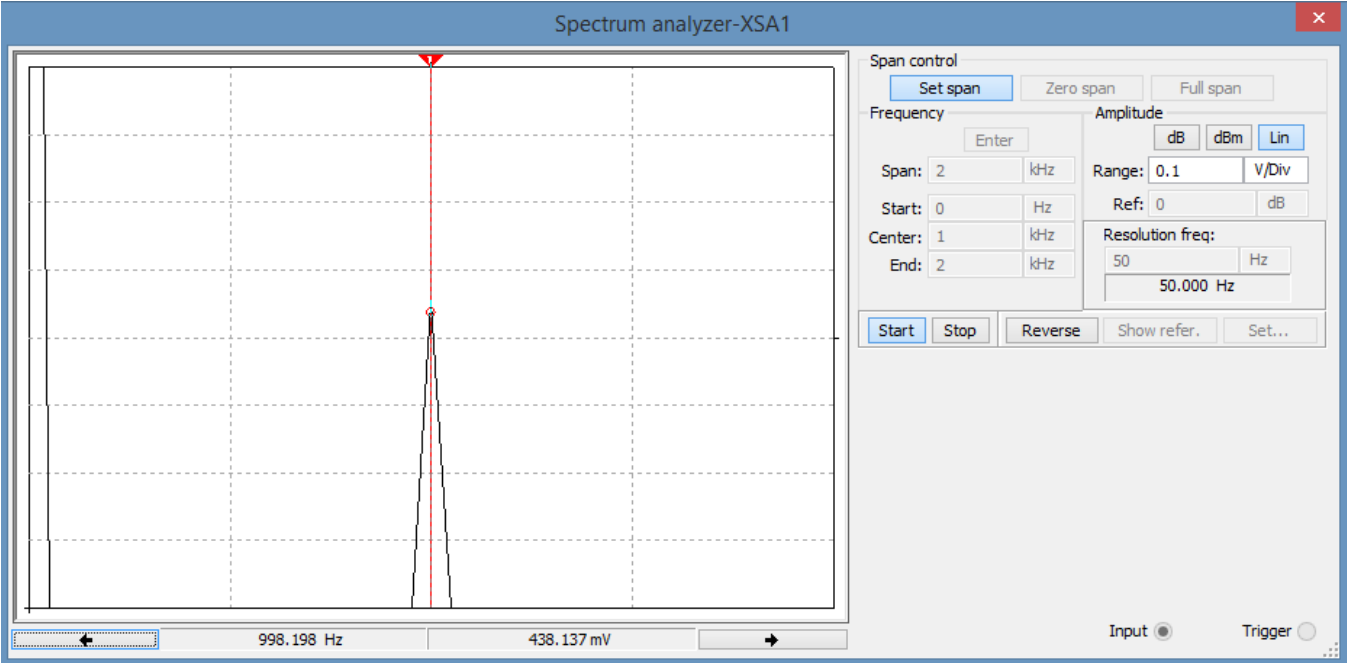 Spectrum analyzer-XSA1
1
Span control
Set span Zero span Full span
Frequency
Enter
Span: 2 kHz
Start: 0 Hz
Center: 1 kHz
End: 2 kHz
Amplitude
dB dBm Lin
Range: 0.1 V/Div
Ref: 0 dB
Resolution freq:
50 Hz
50.000 Hz
Start Stop Reverse Show refer. Set...
998.198 Hz 438.137 mV
Input Trigger